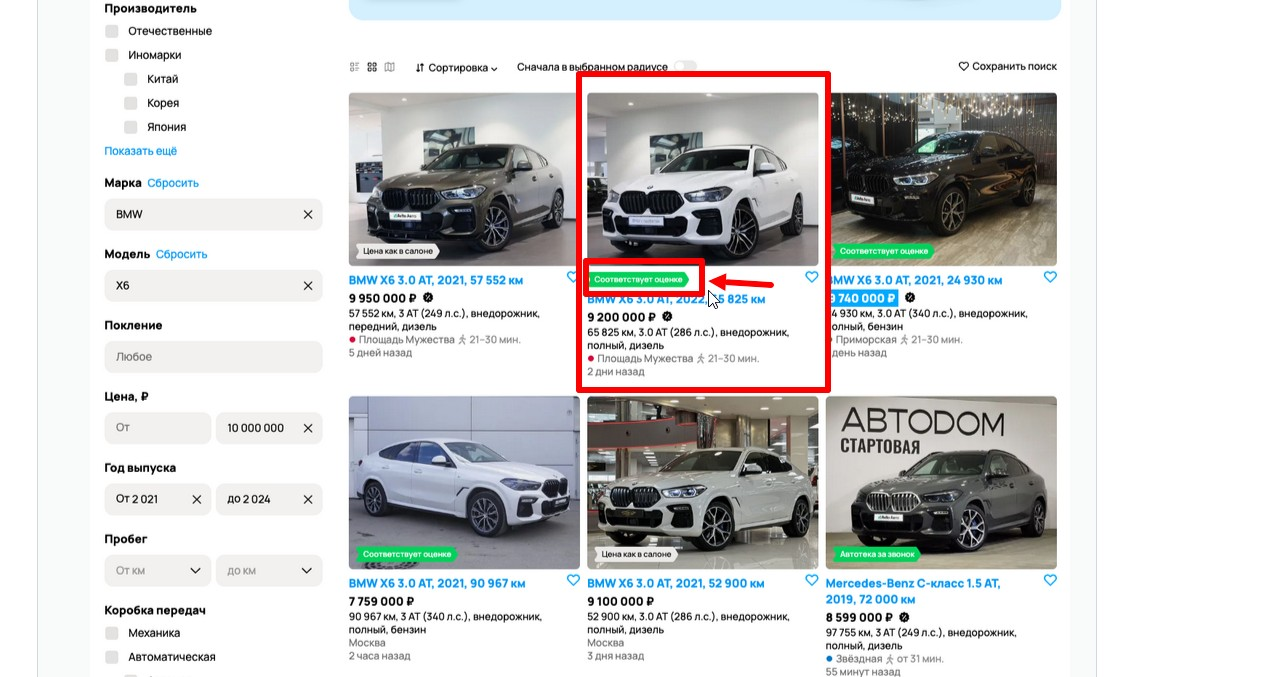 Производитель
Отечественные
Иномарки
Китай
Корея
Япония
Показать ещё
Марка Сбросить
BMW
Модель Сбросить
X6
Покление
Любое
Цена, ₽
От
10 000 000
Год выпуска
От 2 021
до 2 024
Пробег
От км
до км
Коробка передач
Механика
Автоматическая
Сортировка
Сначала в выбранном радиусе
Сохранить поиск
Цена как в салоне
BMW X6 3.0 AT, 2021, 57 552 км
9 950 000 ₽
57 552 км, 3 AT (249 л.с.), внедорожник,
передний, дизель
Площадь Мужества 21–30 мин.
5 дней назад
Соответствует оценке
BMW X6 3.0 AT, 2022, 65 825 км
9 200 000 ₽
65 825 км, 3.0 AT (286 л.с.), внедорожник,
полный, дизель
Площадь Мужества 21–30 мин.
2 дни назад
Соответствует оценке
BMW X6 3.0 AT, 2021, 24 930 км
9 740 000 ₽
4 930 км, 3.0 AT (340 л.с.), внедорожник,
олный, бензин
Приморская 21–30 мин.
день назад
Соответствует оценке
BMW X6 3.0 AT, 2021, 90 967 км
7 759 000 ₽
90 967 км, 3 AT (340 л.с.), внедорожник,
полный, бензин
Москва
2 часа назад
Цена как в салоне
BMW X6 3.0 AT, 2021, 52 900 км
9 100 000 ₽
52 900 км, 3.0 AT (286 л.с.), внедорожник,
полный, дизель
Москва
3 дня назад
АВТОДОМ
СТАРТОВАЯ
Автотека за звонок
Mercedes-Benz C-класс 1.5 AT,
2019, 72 000 км
8 599 000 ₽
97 755 км, 3 AT (249 л.с.), внедорожник,
полный, дизель
Звёздная от 31 мин.
55 минут назад